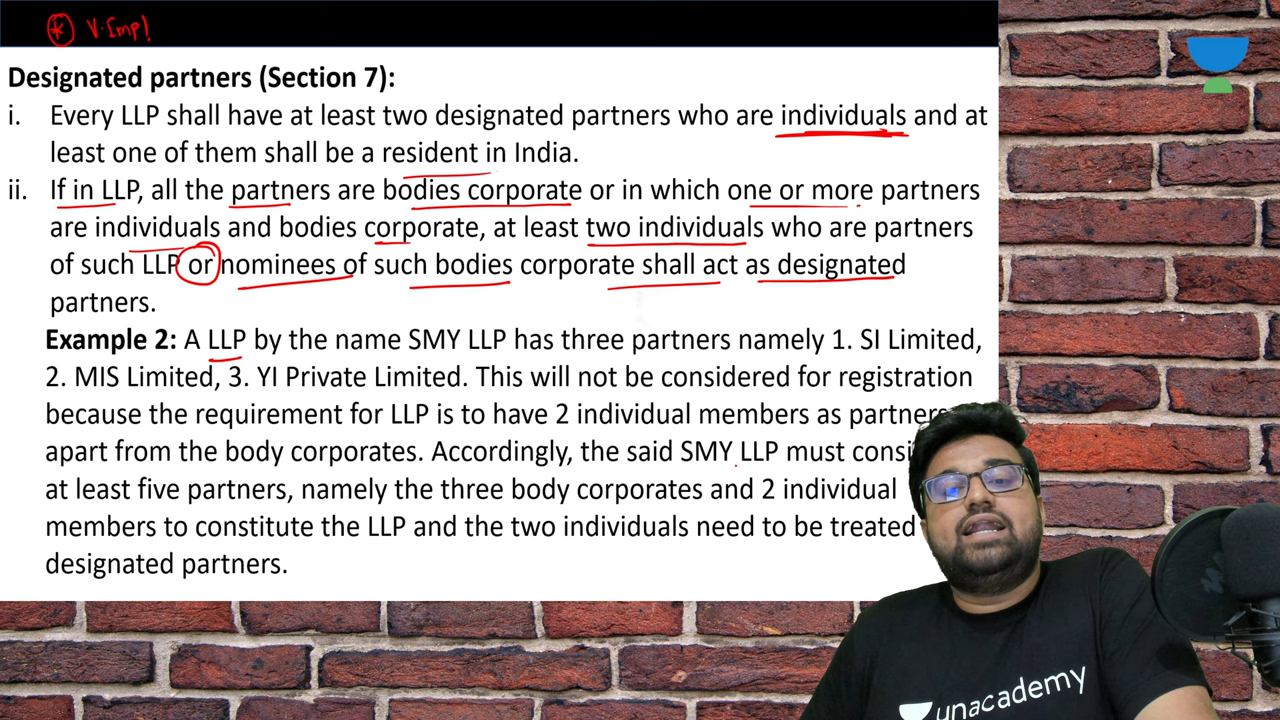 V. Imp!
Designated partners (Section 7):
i. Every LLP shall have at least two designated partners who are individuals and at
least one of them shall be a resident in India.
ii. If in LLP, all the partners are bodies corporate or in which one or more partners
are individuals and bodies corporate, at least two individuals who are partners
of such LLP or nominees of such bodies corporate shall act as designated
partners.
Example 2: A LLP by the name SMY LLP has three partners namely 1. SI Limited,
2. MIS Limited, 3. YI Private Limited. This will not be considered for registration
because the requirement for LLP is to have 2 individual members as partners
apart from the body corporates. Accordingly, the said SMY LLP must
at least five partners, namely the three body corporates and 2 individual
members to constitute the LLP and the two individuals need to be treated
designated partners.
unacademy